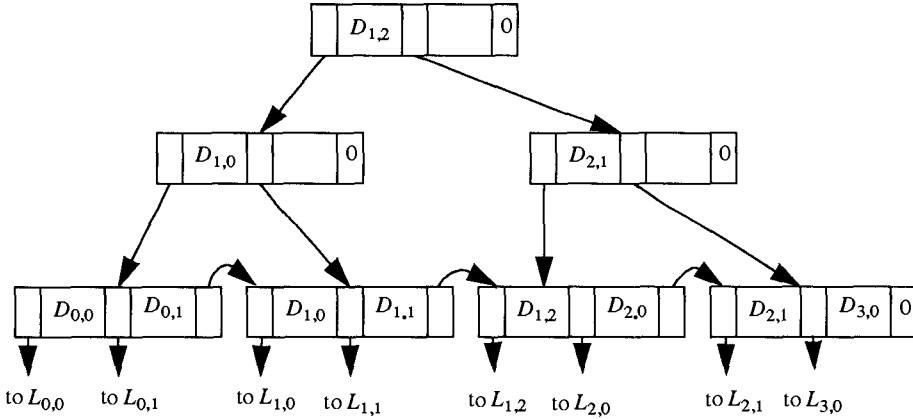 D1,2 0
D1,0 0 D2,1 0
D0,0 D0,1 D1,0 D1,1 D1,2 D2,0 D2,1 D3,0 0
to L0,0 to L0,1 to L1,0 to L1,1 to L1,2 to L2,0 to L2,1 to L3,0